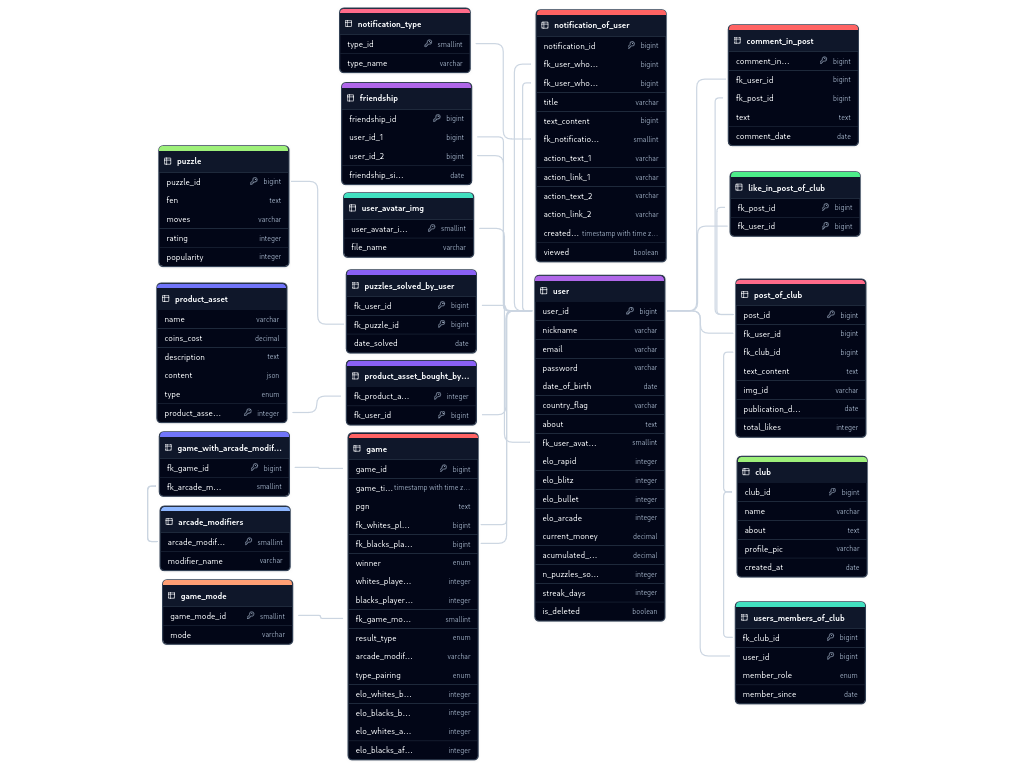 notification_type
type_id smallint
type_name varchar
friendship
friendship_id bigint
user_id_1 bigint
user_id_2 bigint
friendship_si... date
puzzle
puzzle_id bigint
fen text
moves varchar
rating integer
popularity integer
user_avatar_img
user_avatar_i... smallint
file_name varchar
product_asset
name varchar
coins_cost decimal
description text
content json
type enum
product_asse... integer
puzzles_solved_by_user
fk_user_id bigint
fk_puzzle_id bigint
date_solved date
product_asset_bought_by...
fk_product_a... integer
fk_user_id bigint
game_with_arcade_modif...
fk_game_id bigint
fk_arcade_m... smallint
arcade_modifiers
arcade_modif... smallint
modifier_name varchar
game_mode
game_mode_id smallint
mode varchar
game
game_id bigint
game_ti... timestamp with time z...
pgn text
fk_whites_pl... bigint
fk_blacks_pla... bigint
winner enum
whites_playe... integer
blacks_player... integer
fk_game_mo... smallint
result_type enum
arcade_modif... varchar
type_pairing enum
elo_whites_b... integer
elo_blacks_b... integer
elo_whites_a... integer
elo_blacks_af... integer
notification_of_user
notification_id bigint
fk_user_who... bigint
fk_user_who... bigint
title varchar
text_content bigint
fk_notificatio... smallint
action_text_1 varchar
action_link_1 varchar
action_text_2 varchar
action_link_2 varchar
created... timestamp with time z...
viewed boolean
user
user_id bigint
nickname varchar
email varchar
password varchar
date_of_birth date
country_flag varchar
about text
fk_user_avat... smallint
elo_rapid integer
elo_blitz integer
elo_bullet integer
elo_arcade integer
current_money decimal
acumulated_... decimal
n_puzzles_so... integer
streak_days integer
is_deleted boolean
comment_in_post
comment_in... bigint
fk_user_id bigint
fk_post_id bigint
text text
comment_date date
like_in_post_of_club
fk_post_id bigint
fk_user_id bigint
post_of_club
post_id bigint
fk_user_id bigint
fk_club_id bigint
text_content text
img_id varchar
publication_d... date
total_likes integer
club
club_id bigint
name varchar
about text
profile_pic varchar
created_at date
users_members_of_club
fk_club_id bigint
user_id bigint
member_role enum
member_since date